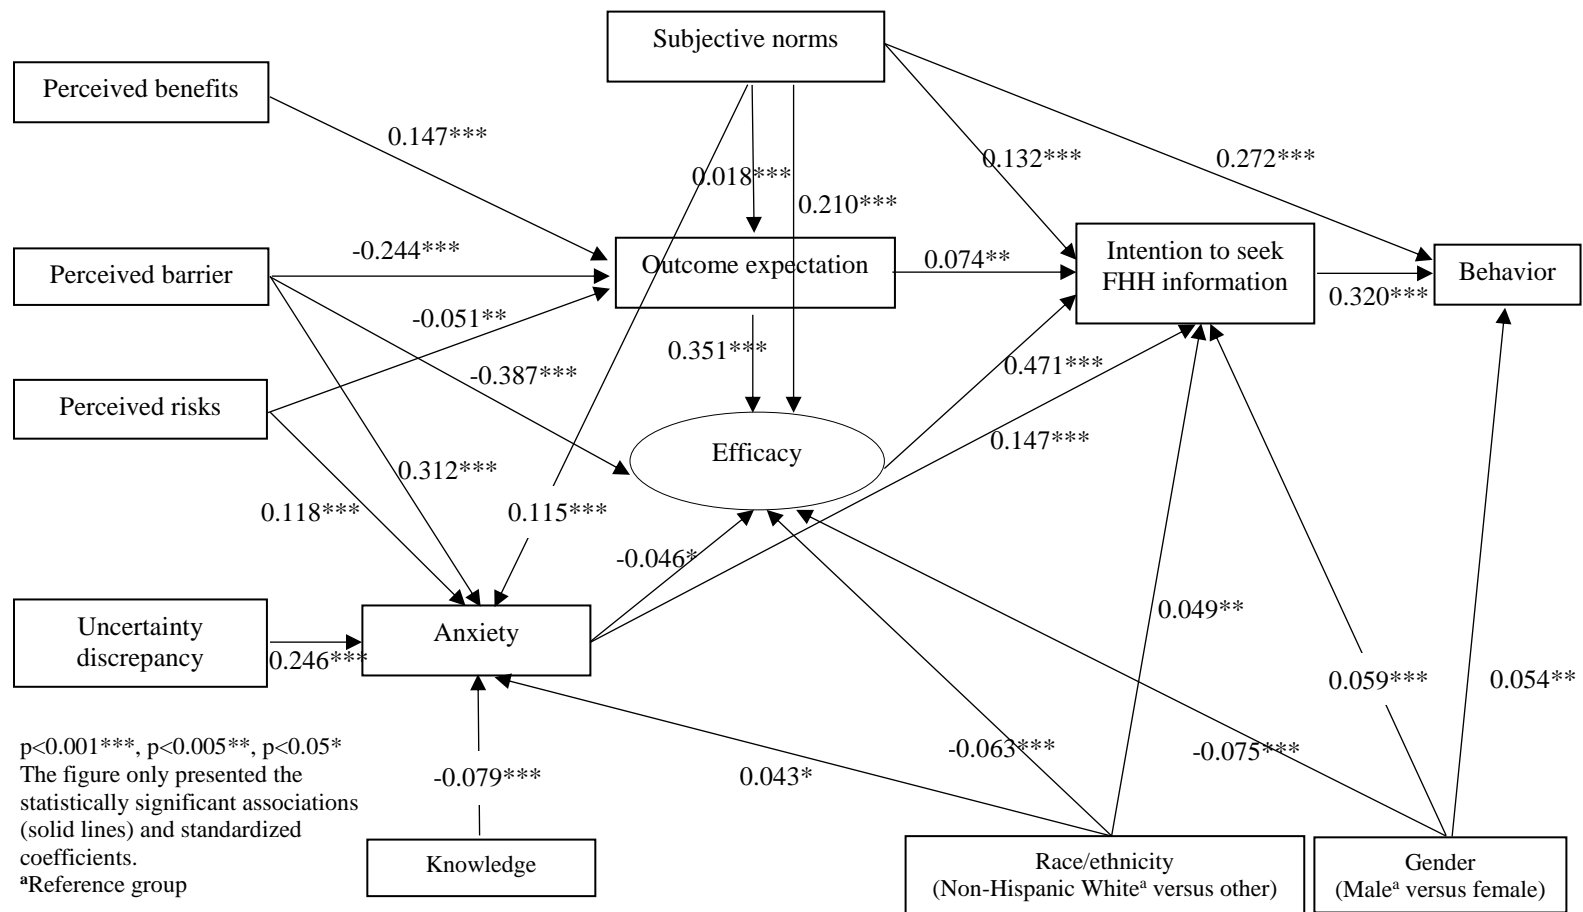 Subjective norms
Perceived benefits
0.147***
0.132***
0.272***
0.018***
0.210***
Perceived barrier
-0.244***
Outcome expectation
0.074**
Intention to seek
FHH information
Behavior
0.320***
-0.051**
0.351***
0.471***
-0.387***
Perceived risks
Efficacy
0.147***
0.312***
0.118***
0.115***
-0.046*
Uncertainty
discrepancy
0.246***
Anxiety
0.049**
0.059***
0.054**
p<0.001***, p<0.005**, p<0.05*
The figure only presented the
statistically significant associations
(solid lines) and standardized
coefficients.
ᵃReference group
-0.079***
0.043*
-0.063***
-0.075***
Knowledge
Race/ethnicity
(Non-Hispanic Whiteᵃ versus other)
Gender
(Maleᵃ versus female)